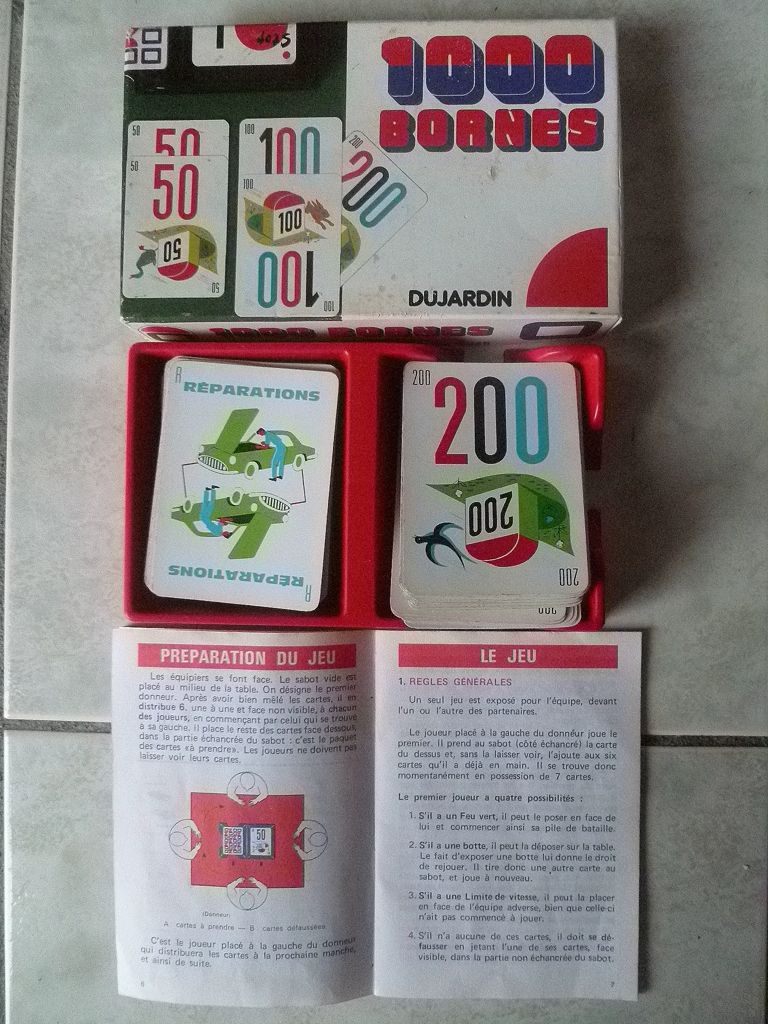 4025
1000
BORNES
50
50
50
50
50
50
100
100
100
100
100
100
200
200
DUJARDIN
1000 BORNES
R
RÉPARATIONS
RÉPARATIONS
R
200
200
200
200
200
PREPARATION DU JEU
Les équipiers se font face. Le sabot vide est
placé au milieu de la table. On désigne le premier
donneur. Après avoir bien mêlé les cartes, il en
distribue 6, une à une et face non visible, à chacun
des joueurs, en commençant par celui qui se trouve
à sa gauche. Il place le reste des cartes face dessous,
dans la partie échancrée du sabot : c'est le paquet
des cartes «à prendre». Les joueurs ne doivent pas
laisser voir leurs cartes.
50
(Donneur)
A cartes à prendre — B cartes défaussées
C'est le joueur placé à la gauche du donneur
qui distribuera les cartes à la prochaine manche,
et ainsi de suite.
6
LE JEU
1. REGLES GÉNÉRALES
Un seul jeu est exposé pour l'équipe, devant
l'un ou l'autre des partenaires.
Le joueur placé à la gauche du donneur joue le
premier. Il prend au sabot (côté échancré) la carte
du dessus et, sans la laisser voir, l'ajoute aux six
cartes qu'il a déjà en main. Il se trouve donc
momentanément en possession de 7 cartes.
Le premier joueur a quatre possibilités :
1. S'il a un Feu vert, il peut le poser en face de
lui et commencer ainsi sa pile de bataille.
2. S'il a une botte, il peut la déposer sur la table.
Le fait d'exposer une botte lui donne le droit
de rejouer. Il tire donc une autre carte au
sabot, et joue à nouveau.
3. S'il a une Limite de vitesse, il peut la placer
en face de l'équipe adverse, bien que celle-ci
n'ait pas commencé à jouer.
4. S'il n'a aucune de ces cartes, il doit se dé-
fausser en jetant l'une de ses cartes, face
visible, dans la partie non échancrée du sabot.
7